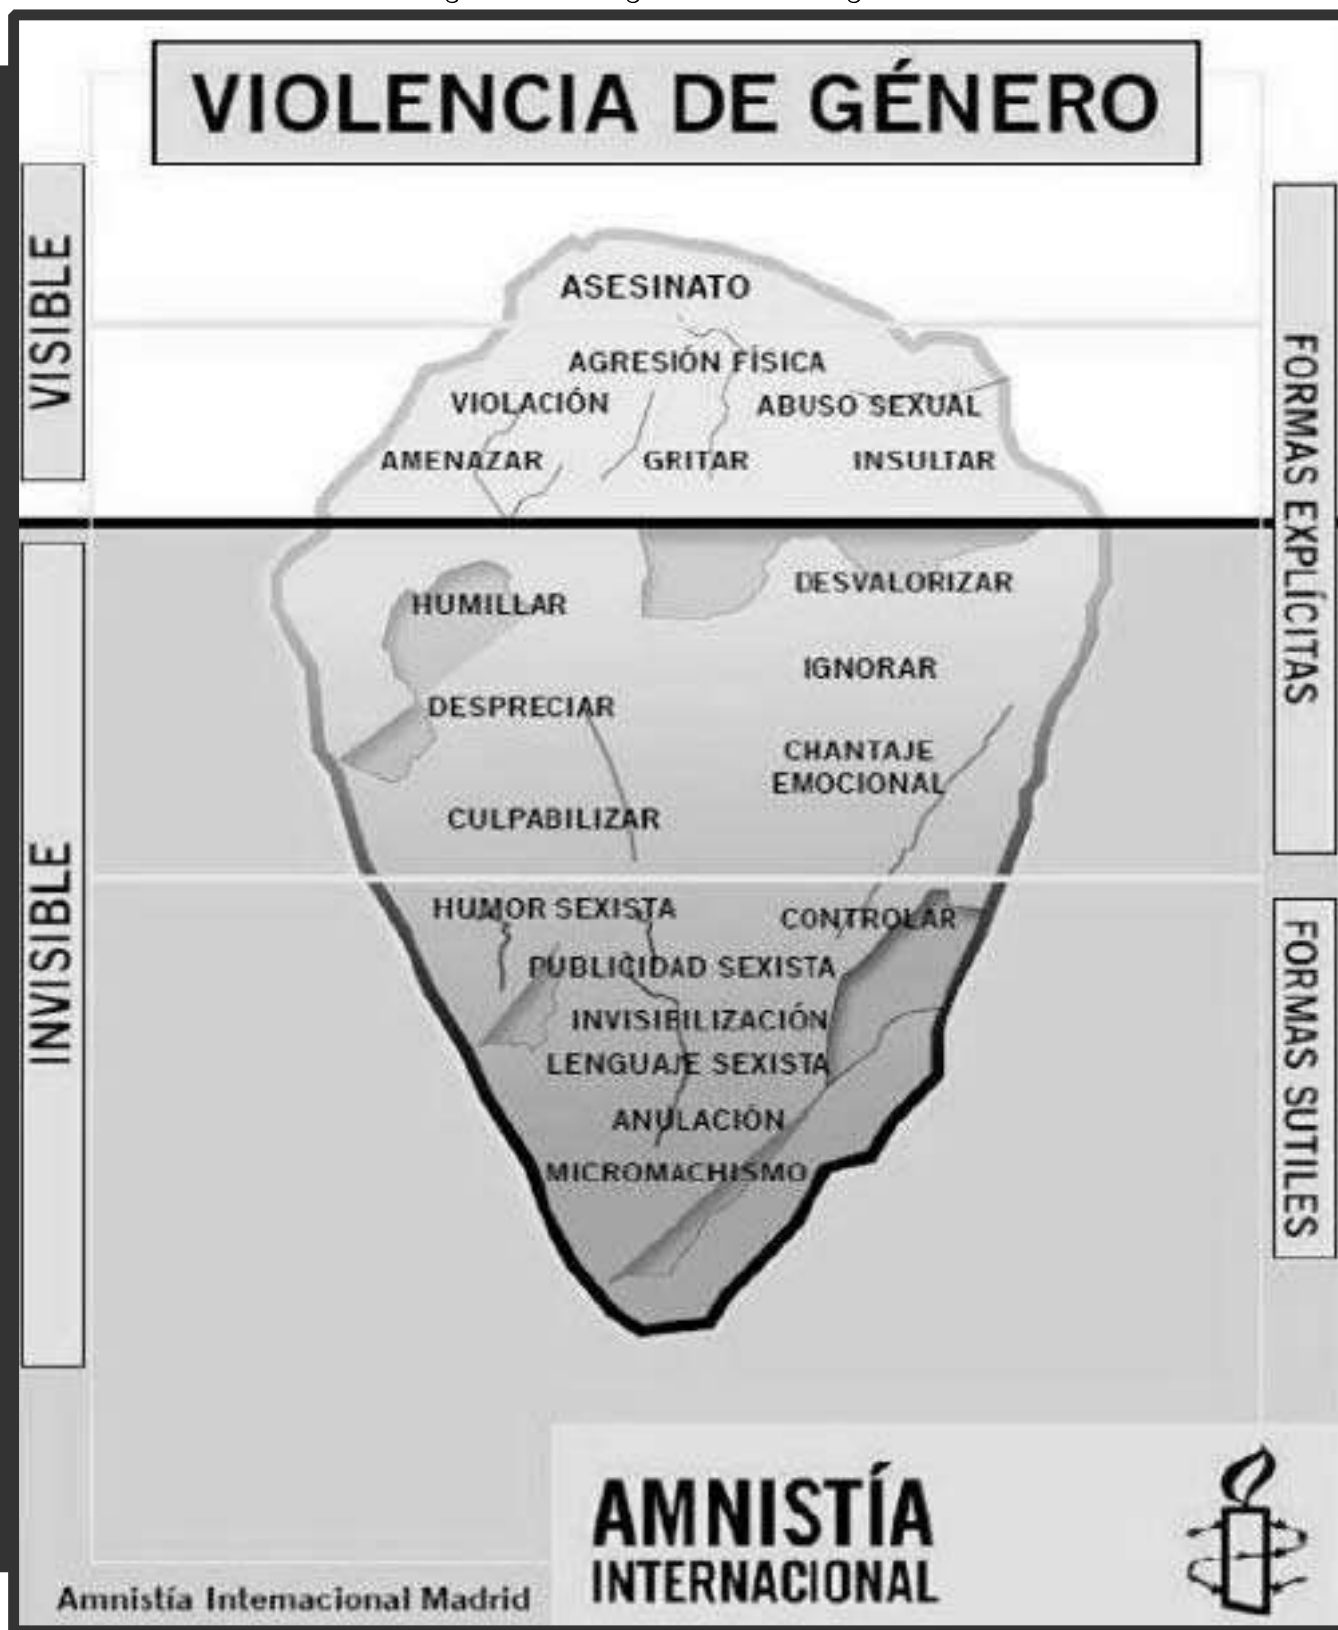 VIOLENCIA DE GÉNERO
VISIBLE
ASESINATO
AGRESIÓN FÍSICA
VIOLACIÓN
ABUSO SEXUAL
AMENAZAR
GRITAR
INSULTAR
FORMAS EXPLÍCITAS
INVISIBLE
DESVALORIZAR
HUMILLAR
IGNORAR
DESPRECIAR
CHANTAJE
EMOCIONAL
CULPABILIZAR
HUMOR SEXISTA
CONTROLAR
PUBLICIDAD SEXISTA
INVISIBILIZACIÓN
LENGUAJE SEXISTA
ANULACIÓN
MICROMACHISMO
FORMAS SUTILES
AMNISTÍA
INTERNACIONAL
Amnistía Internacional Madrid